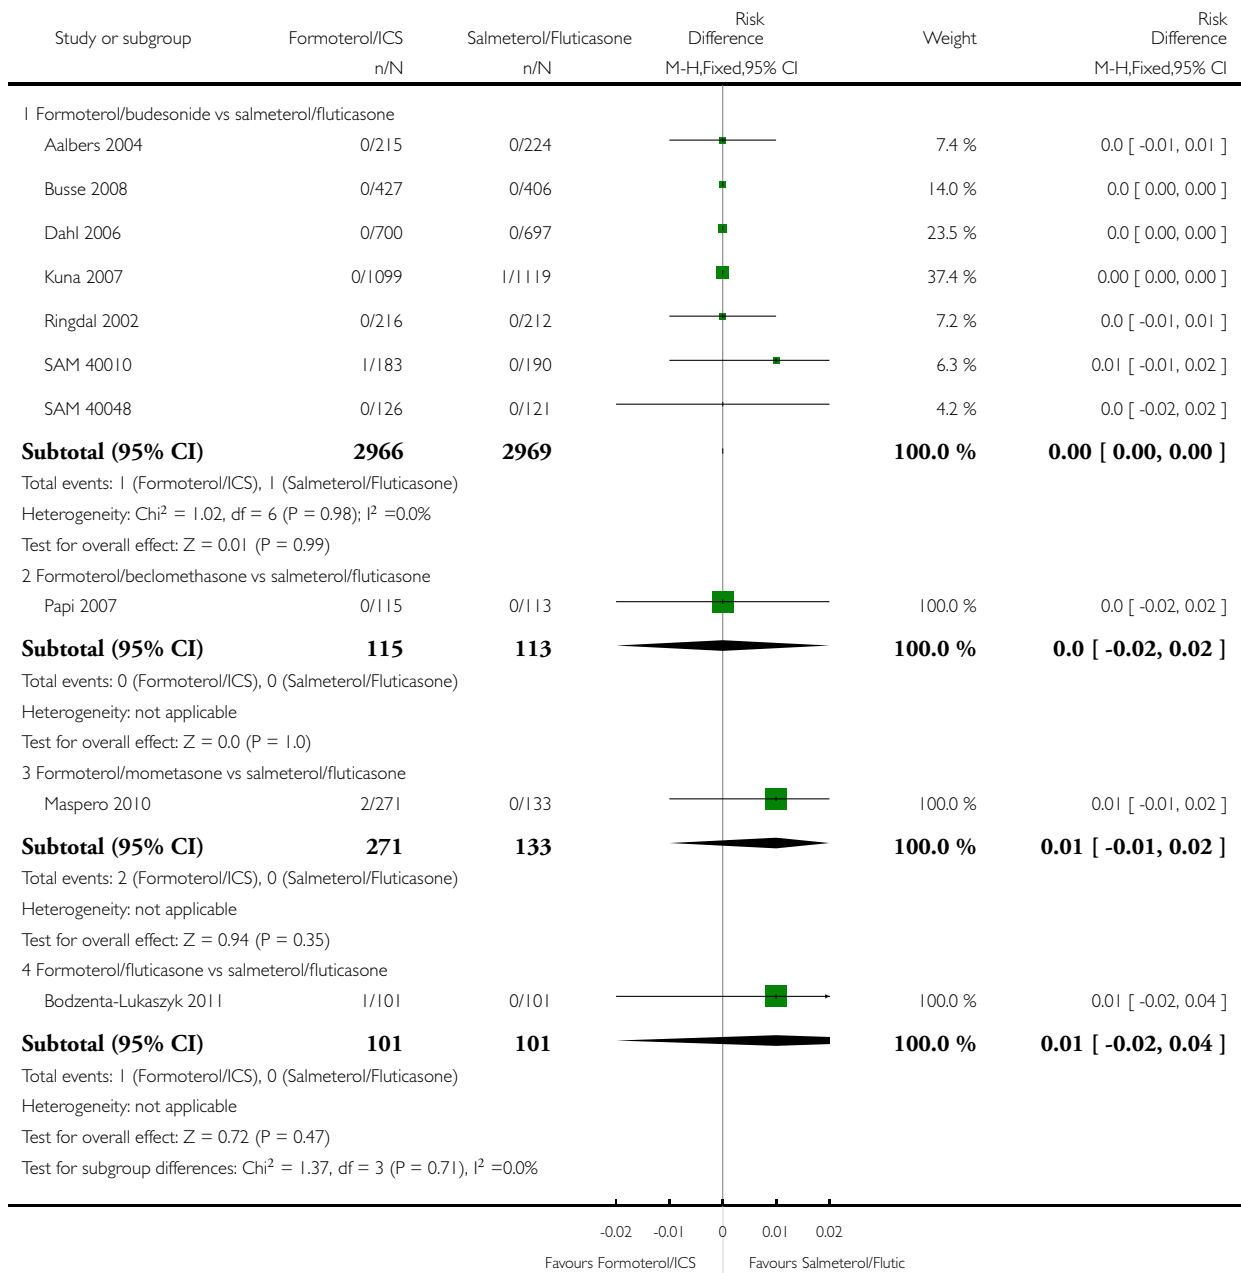 Study or subgroup Formoterol/ICS Salmeterol/Fluticasone Risk Difference Weight Risk Difference
n/N n/N M-H,Fixed,95% CI M-H,Fixed,95% CI
1 Formoterol/budesonide vs salmeterol/fluticasone
Aalbers 2004 0/215 0/224 7.4 % 0.0 [ -0.01, 0.01 ]
Busse 2008 0/427 0/406 14.0 % 0.0 [ 0.00, 0.00 ]
Dahl 2006 0/700 0/697 23.5 % 0.0 [ 0.00, 0.00 ]
Kuna 2007 0/1099 1/1119 37.4 % 0.00 [ 0.00, 0.00 ]
Ringdal 2002 0/216 0/212 7.2 % 0.0 [ -0.01, 0.01 ]
SAM 40010 1/183 0/190 6.3 % 0.01 [ -0.01, 0.02 ]
SAM 40048 0/126 0/121 4.2 % 0.0 [ -0.02, 0.02 ]
Subtotal (95% CI) 2966 2969 100.0 % 0.00 [ 0.00, 0.00 ]
Total events: 1 (Formoterol/ICS), 1 (Salmeterol/Fluticasone)
Heterogeneity: Chi² = 1.02, df = 6 (P = 0.98); I² =0.0%
Test for overall effect: Z = 0.01 (P = 0.99)
2 Formoterol/beclomethasone vs salmeterol/fluticasone
Papi 2007 0/115 0/113 100.0 % 0.0 [ -0.02, 0.02 ]
Subtotal (95% CI) 115 113 100.0 % 0.0 [ -0.02, 0.02 ]
Total events: 0 (Formoterol/ICS), 0 (Salmeterol/Fluticasone)
Heterogeneity: not applicable
Test for overall effect: Z = 0.0 (P = 1.0)
3 Formoterol/mometasone vs salmeterol/fluticasone
Maspero 2010 2/271 0/133 100.0 % 0.01 [ -0.01, 0.02 ]
Subtotal (95% CI) 271 133 100.0 % 0.01 [ -0.01, 0.02 ]
Total events: 2 (Formoterol/ICS), 0 (Salmeterol/Fluticasone)
Heterogeneity: not applicable
Test for overall effect: Z = 0.94 (P = 0.35)
4 Formoterol/fluticasone vs salmeterol/fluticasone
Bodzenta-Lukaszyk 2011 1/101 0/101 100.0 % 0.01 [ -0.02, 0.04 ]
Subtotal (95% CI) 101 101 100.0 % 0.01 [ -0.02, 0.04 ]
Total events: 1 (Formoterol/ICS), 0 (Salmeterol/Fluticasone)
Heterogeneity: not applicable
Test for overall effect: Z = 0.72 (P = 0.47)
Test for subgroup differences: Chi² = 1.37, df = 3 (P = 0.71), I² =0.0%
-0.02 -0.01 0 0.01 0.02
Favours Formoterol/ICS Favours Salmeterol/Flutic